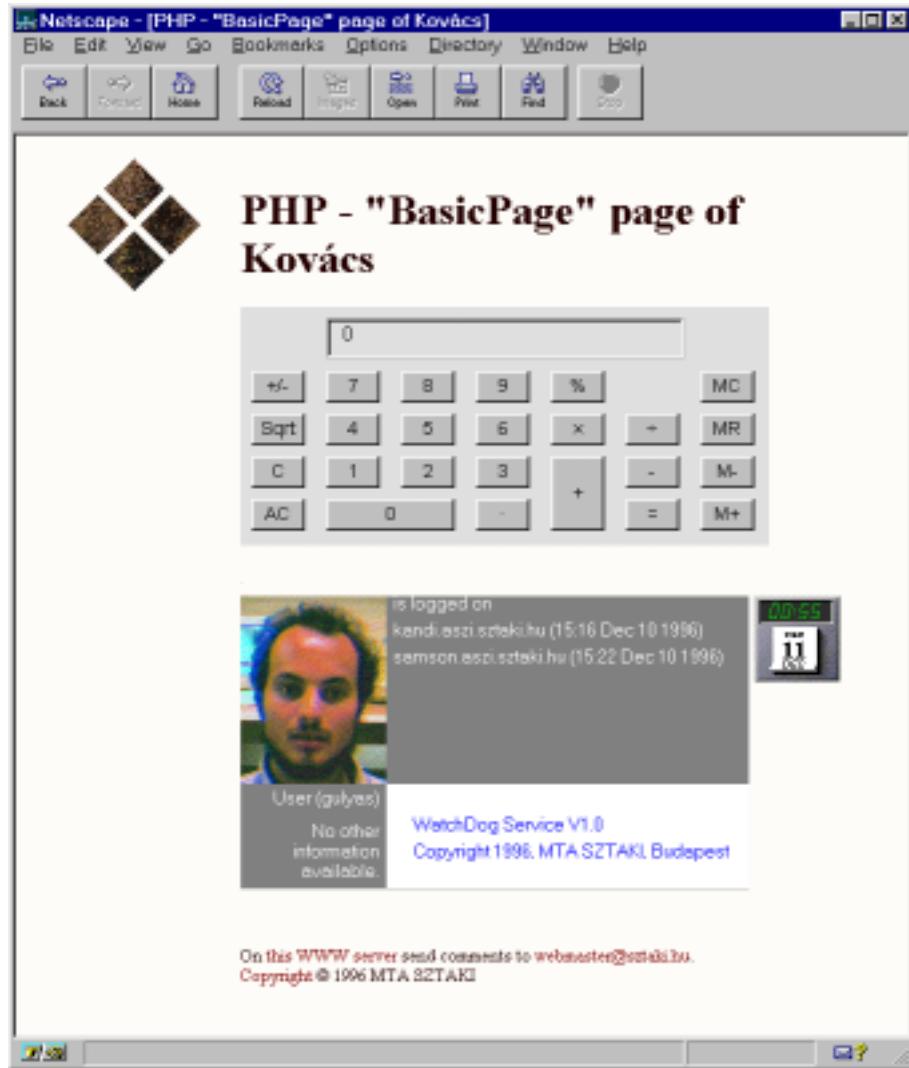 Netscape - [PHP - "BasicPage" page of Kovács]
File Edit View Go Bookmarks Options Directory Window Help
Back Forward Home Reload Images Open Print Find Stop
PHP - "BasicPage" page of
Kovács
0
+/- 7 8 9 % MC
Sqrt 4 5 6 × ÷ MR
C 1 2 3 + - M-
AC 0 . = M+
is logged on
kandi.aszi.sztaki.hu (15:16 Dec 10 1996)
samson.aszi.sztaki.hu (15:22 Dec 10 1996)
00:55
11
User (gulyas)
No other
information
available.
WatchDog Service V1.0
Copyright 1996, MTA SZTAKI, Budapest
On this WWW server send comments to webmaster@sztaki.hu.
Copyright © 1996 MTA SZTAKI